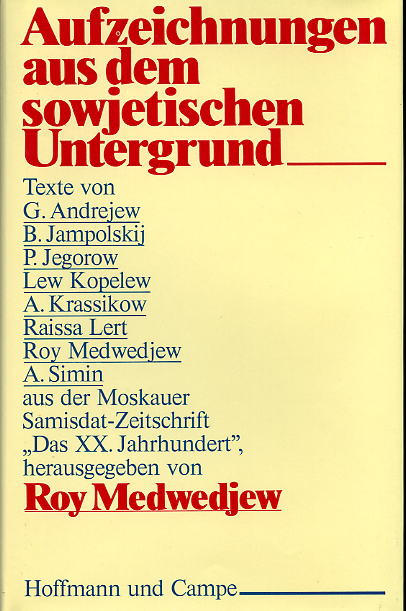 Aufzeichnungen
aus dem
sowjetischen
Untergrund
Texte von
G. Andrejew
B. Jampolskij
P. Jegorow
Lew Kopelew
A. Krassikow
Raissa Lert
Roy Medwedjew
A. Simin
aus der Moskauer
Samisdat-Zeitschrift
„Das XX. Jahrhundert”,
herausgegeben von
Roy Medwedjew
Hoffmann und Campe